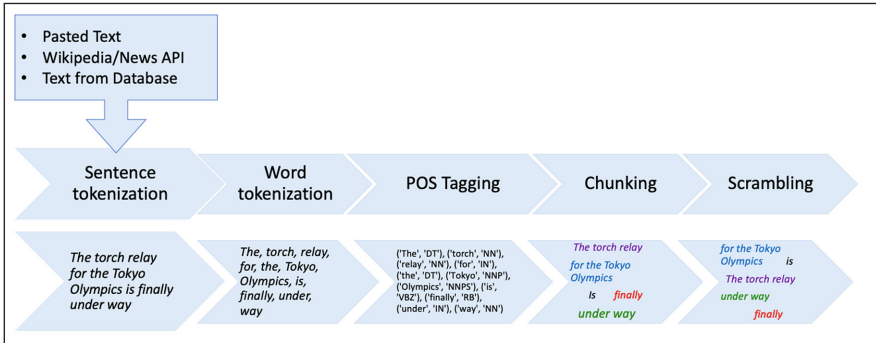 • Pasted Text
• Wikipedia/News API
• Text from Database
Sentence
tokenization
Word
tokenization
POS Tagging
Chunking
Scrambling
The torch relay
for the Tokyo
Olympics is finally
under way
The, torch, relay,
for, the, Tokyo,
Olympics, is,
finally, under,
way
('The', 'DT'), ('torch', 'NN'),
('relay', 'NN'), ('for', 'IN'),
('the', 'DT'), ('Tokyo', 'NNP'),
('Olympics', 'NNPS'), ('is',
'VBZ'), ('finally', 'RB'),
('under', 'IN'), ('way', 'NN')
The torch relay
for the Tokyo
Olympics
Is finally
under way
for the Tokyo
Olympics is
The torch relay
under way
finally